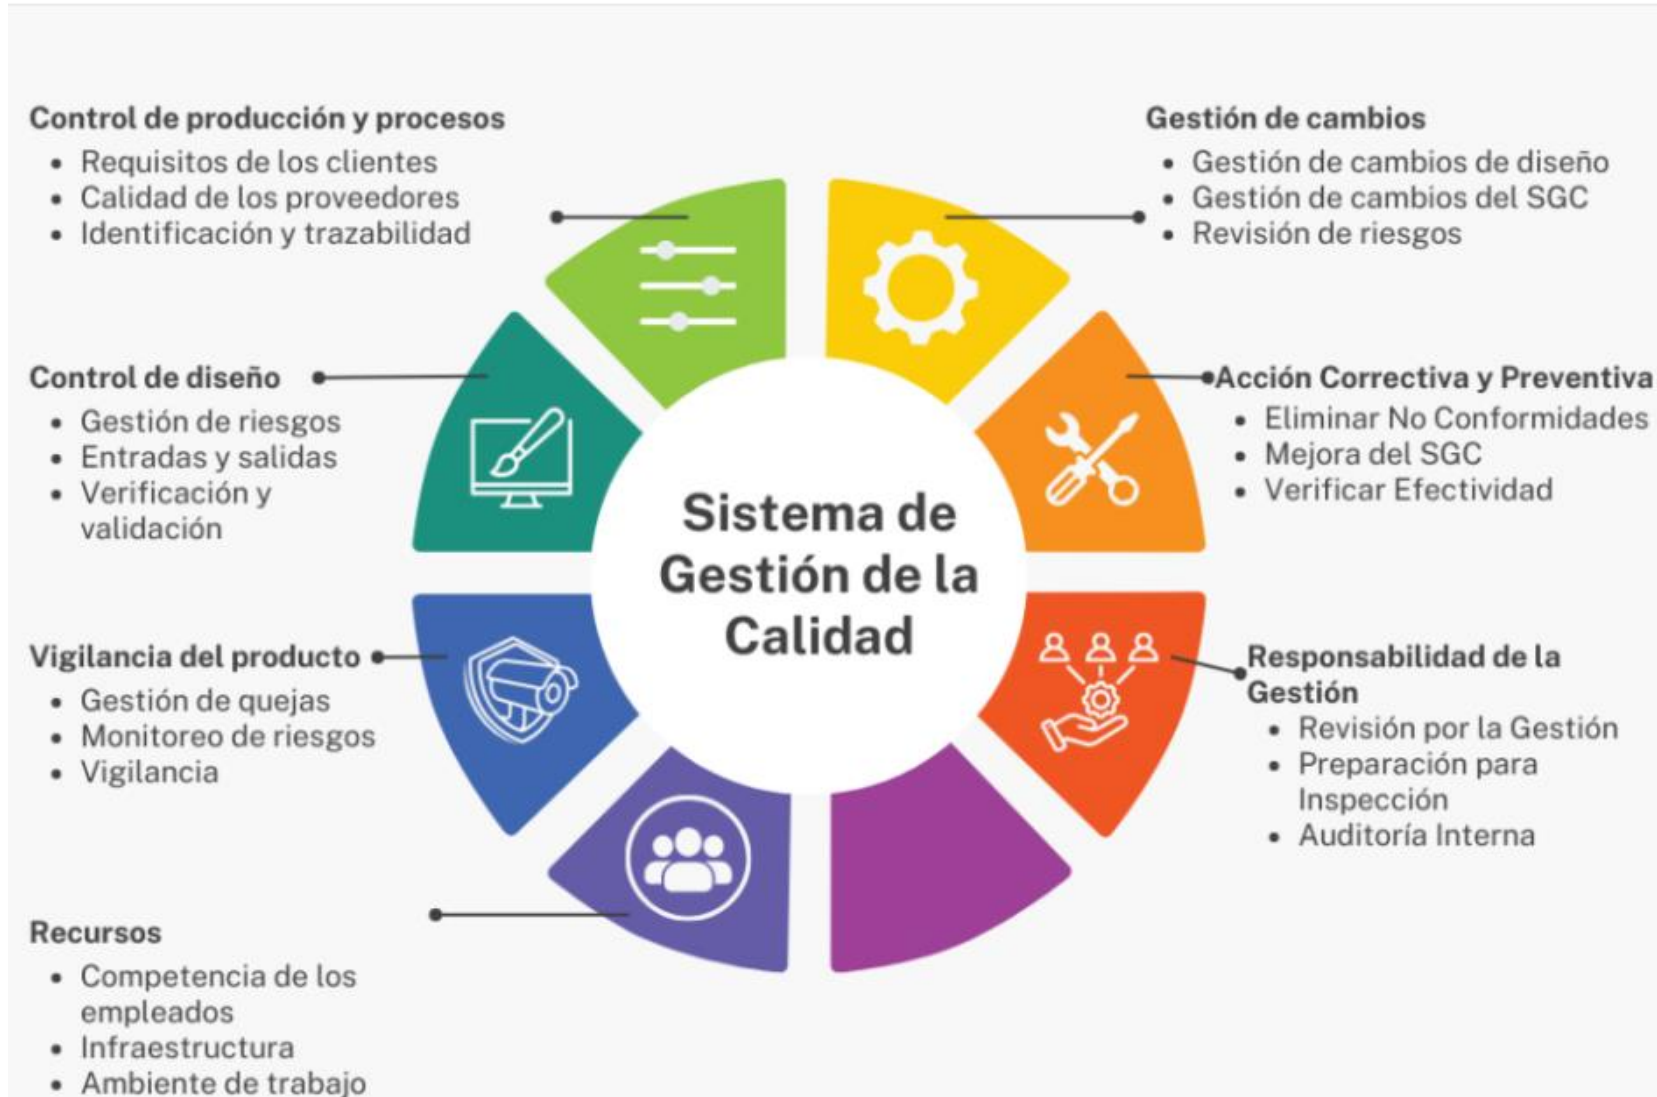 Control de producción y procesos
• Requisitos de los clientes
• Calidad de los proveedores
• Identificación y trazabilidad
Gestión de cambios
• Gestión de cambios de diseño
• Gestión de cambios del SGC
• Revisión de riesgos
Control de diseño
• Gestión de riesgos
• Entradas y salidas
• Verificación y
validación
Acción Correctiva y Preventiva
• Eliminar No Conformidades
• Mejora del SGC
• Verificar Efectividad
Sistema de
Gestión de la
Calidad
Vigilancia del producto
• Gestión de quejas
• Monitoreo de riesgos
• Vigilancia
Responsabilidad de la
Gestión
• Revisión por la Gestión
• Preparación para
Inspección
• Auditoría Interna
Recursos
• Competencia de los
empleados
• Infraestructura
• Ambiente de trabajo